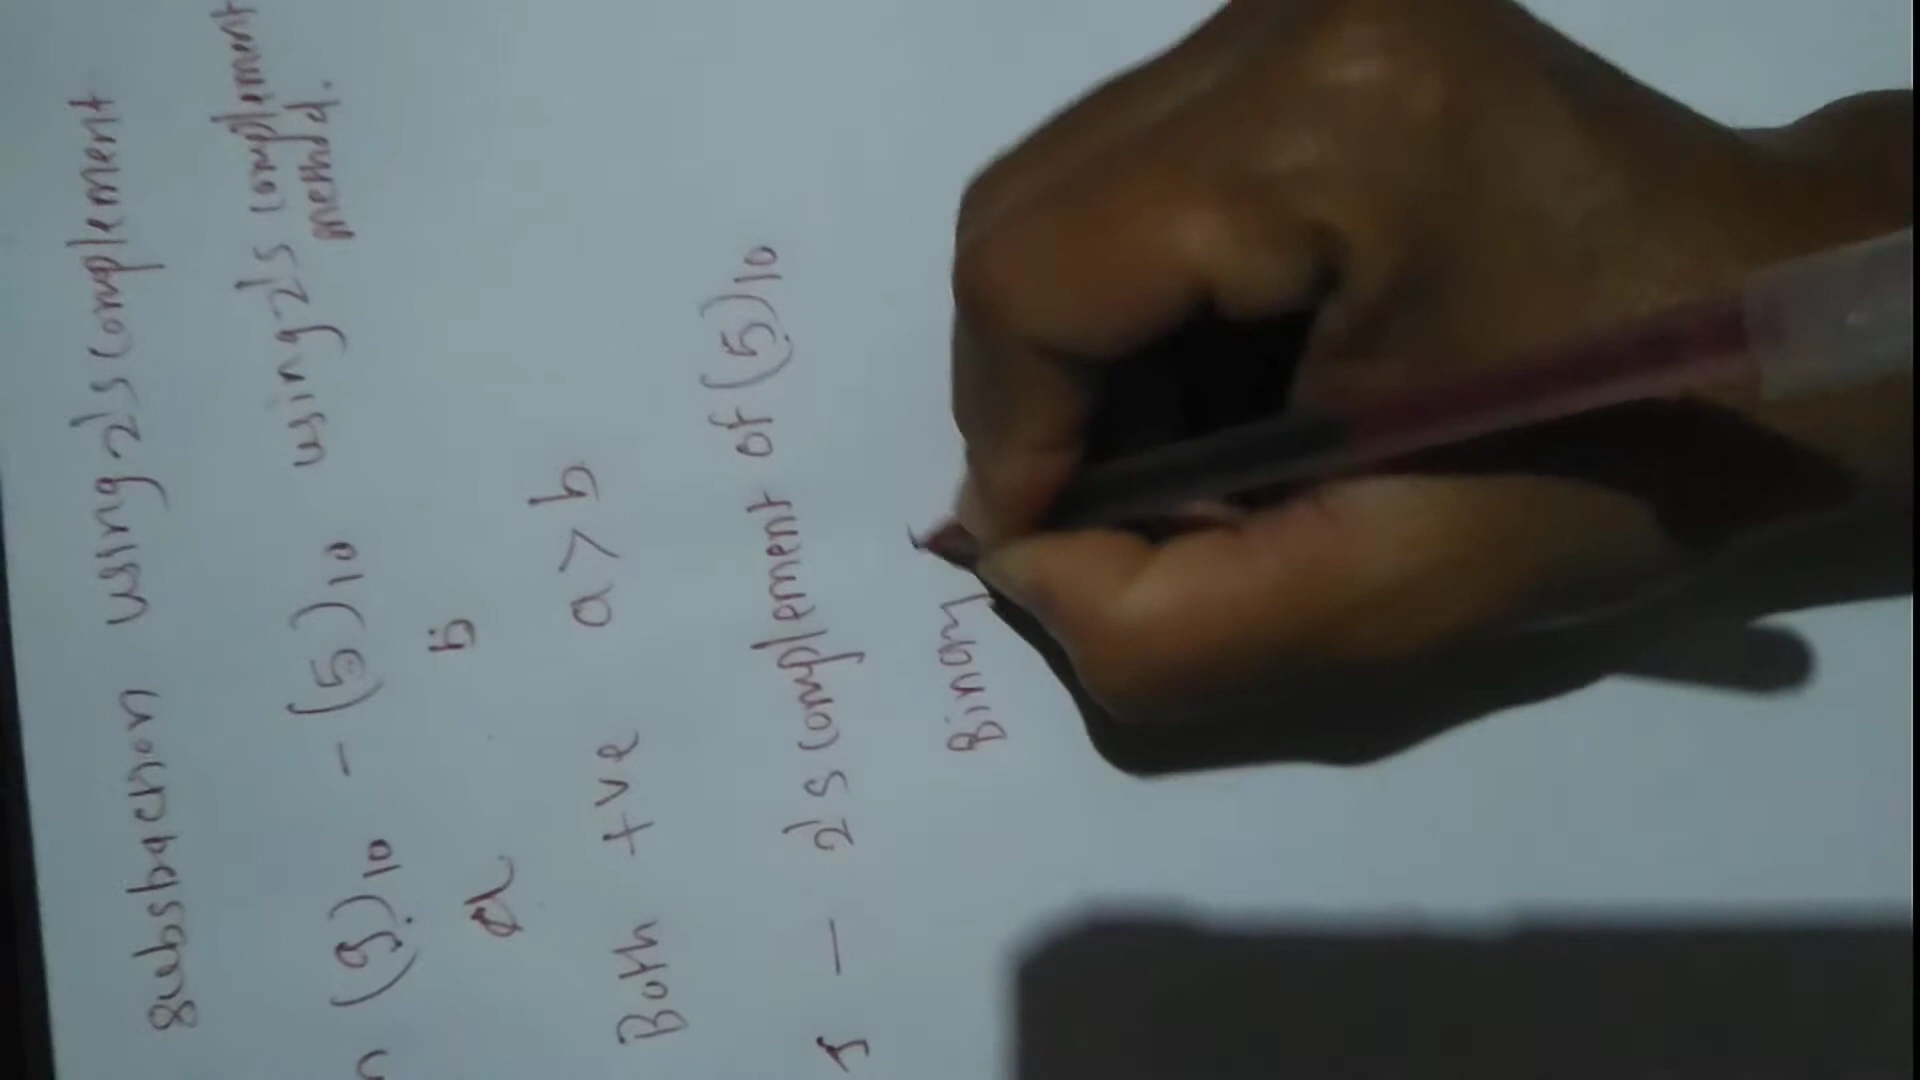 Subsbraction using 2's complement
(9)10 - (5)10 using 2's complement
method.
a b
Both +ve a > b
I - 2's complement of (5)10
Binary